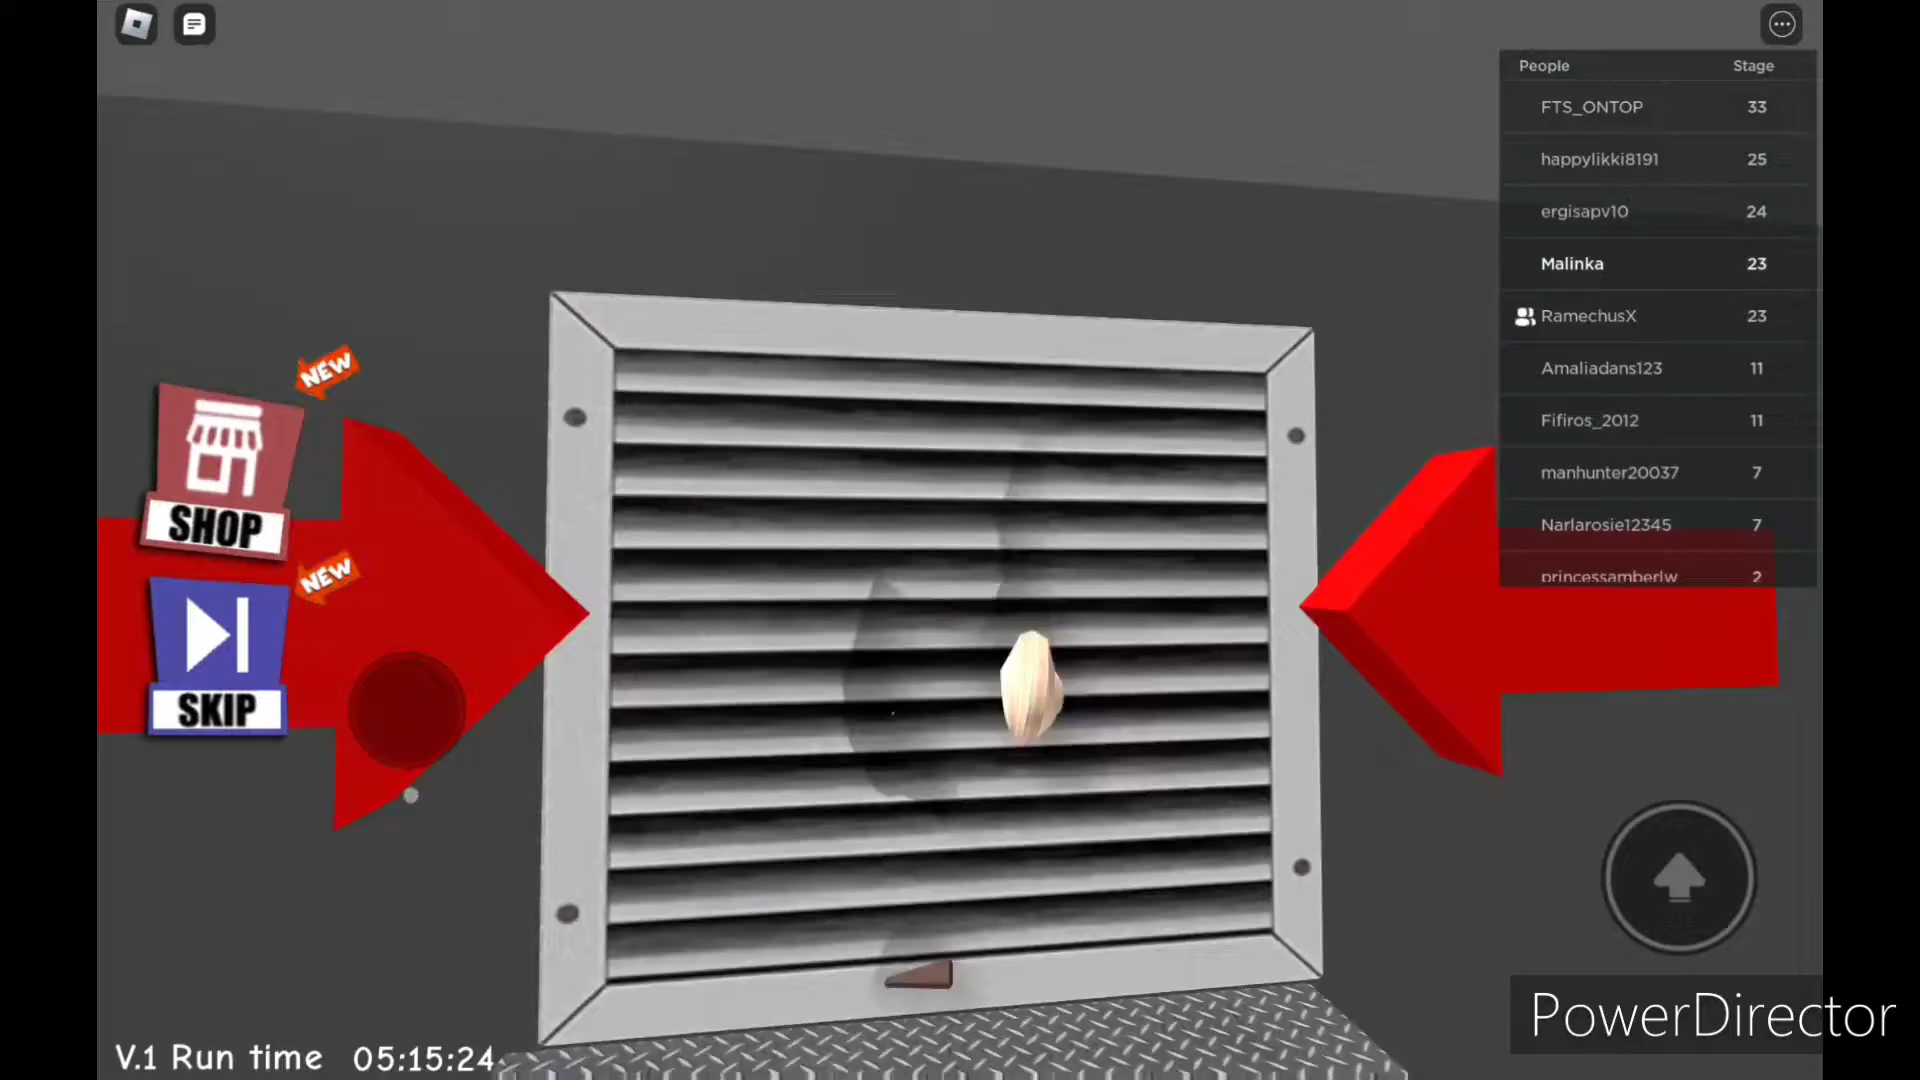 People Stage
FTS_ONTOP 33
happylikki8191 25
ergisapv10 24
Malinka 23
RamechusX 23
Amaliadans123 11
Fifiros_2012 11
manhunter20037 7
Narlarosie12345 7
princessamberlw 2
NEW
SHOP
NEW
SKIP
PowerDirector
V.1 Run time 05:15:24